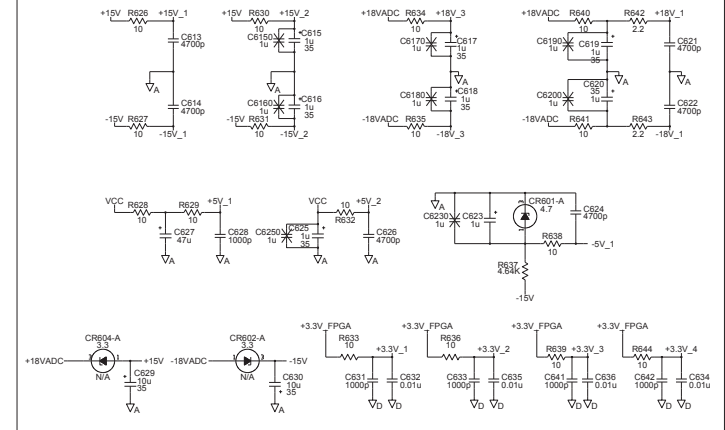 +15V R626 +15V_1
10
C613
4700p
A
C614
4700p
-15V R627 -15V_1
10
+15V R630 +15V_2
10
C6150
1u
C615
1u
35
A
C6160
1u
C616
1u
35
-15V R631 -15V_2
10
+18VADC R634 +18V_3
10
C6170
1u
C617
1u
35
A
C6180
1u
C618
1u
35
-18VADC R635 -18V_3
10
+18VADC R640 R642 +18V_1
10 2.2
C6190
1u
C619
1u
35
C621
4700p
A A
C6200
1u
C620
35
1u
C622
4700p
-18VADC R641 R643 -18V_1
10 2.2
VCC R628 R629 +5V_1
10 10
C627
47u
C628
1000p
A A
VCC 10 +5V_2
R632
C6250
1u
C625
1u
35
C626
4700p
A A
A
C6230
1u
C623
1u
CR601-A
4.7
C624
4700p
R638
10
-5V_1
R637
4.64K
-15V
CR604-A
3.3
+18VADC 3 1 +15V
N/A
C629
10u
35
A
CR602-A
3.3
-18VADC 1 3 -15V
N/A
C630
10u
35
A
+3.3V_FPGA
R633 +3.3V_1
10
C631
1000p
C632
0.01u
D D
+3.3V_FPGA
R636 +3.3V_2
10
C633
1000p
C635
0.01u
D D
+3.3V_FPGA
R639 +3.3V_3
10
C641
1000p
C636
0.01u
D D
+3.3V_FPGA
R644 +3.3V_4
10
C642
1000p
C634
0.01u
D D